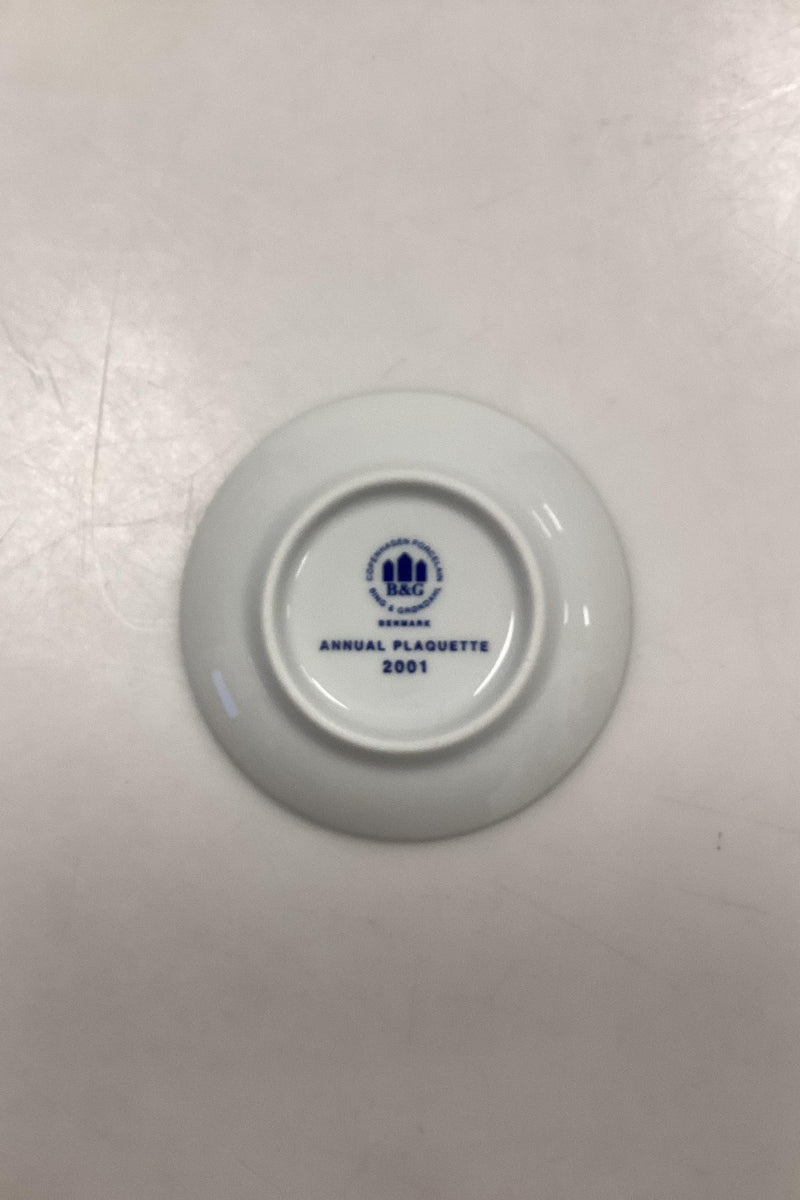 COPENHAGEN PORCELAIN
B&G
BING & GRØNDAHL
DENMARK
ANNUAL PLAQUETTE
2001